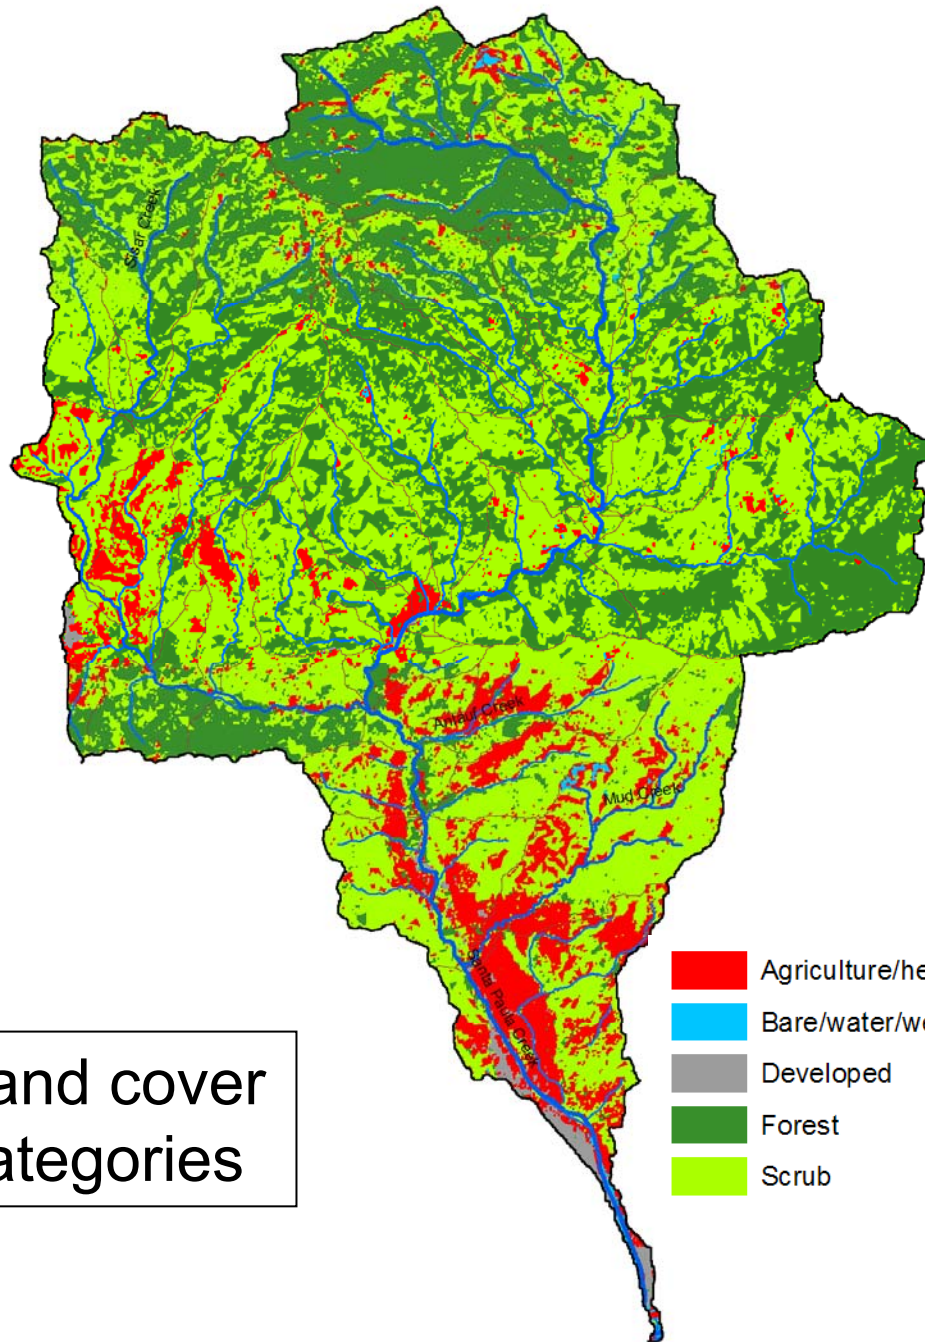 Sisar Creek
Anlauf Creek
Mud Creek
Santa Paula Creek
Agriculture/he
Bare/water/we
Developed
Forest
Scrub
and cover
ategories